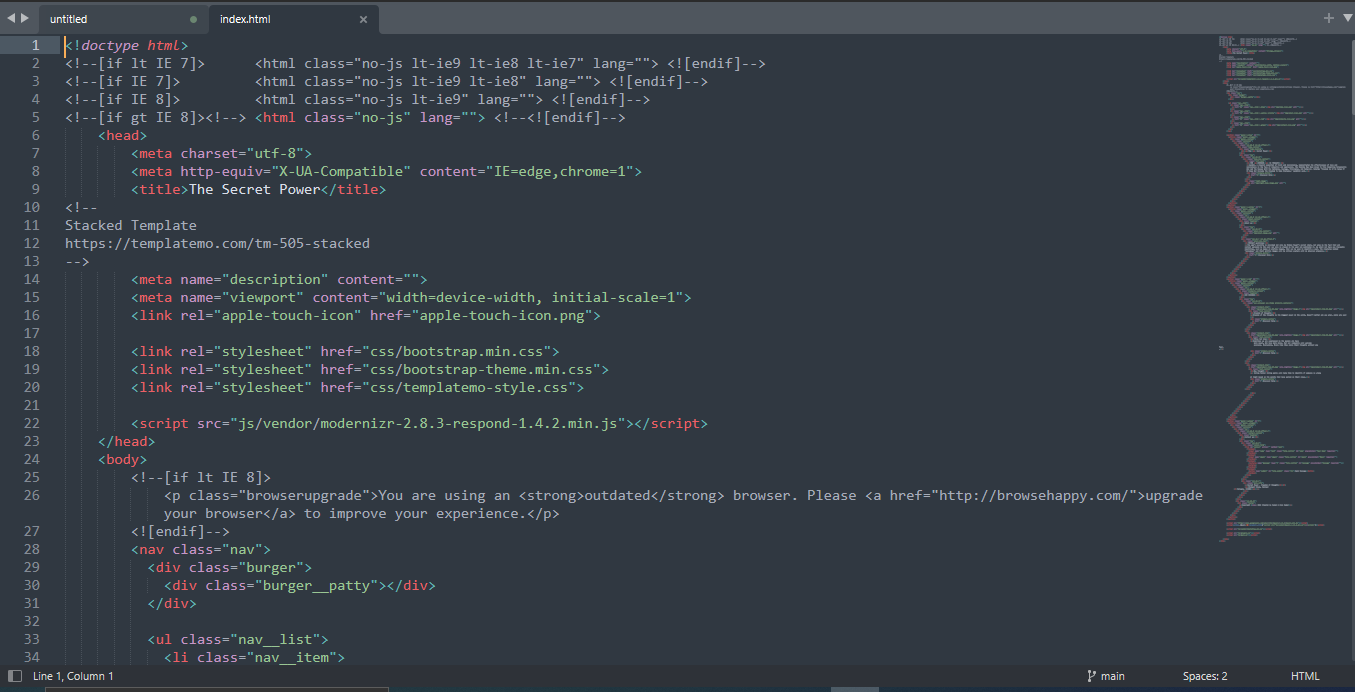 untitled
index.html
1 <!doctype html>
2 <!--[if lt IE 7]>      <html class="no-js lt-ie9 lt-ie8 lt-ie7" lang=""> <![endif]-->
3 <!--[if IE 7]>         <html class="no-js lt-ie9 lt-ie8" lang=""> <![endif]-->
4 <!--[if IE 8]>         <html class="no-js lt-ie9" lang=""> <![endif]-->
5 <!--[if gt IE 8]><!--> <html class="no-js" lang=""> <!--<![endif]-->
6     <head>
7         <meta charset="utf-8">
8         <meta http-equiv="X-UA-Compatible" content="IE=edge,chrome=1">
9         <title>The Secret Power</title>
10 <!--
11 Stacked Template
12 https://templatemo.com/tm-505-stacked
13 -->
14         <meta name="description" content="">
15         <meta name="viewport" content="width=device-width, initial-scale=1">
16         <link rel="apple-touch-icon" href="apple-touch-icon.png">
17
18         <link rel="stylesheet" href="css/bootstrap.min.css">
19         <link rel="stylesheet" href="css/bootstrap-theme.min.css">
20         <link rel="stylesheet" href="css/templatemo-style.css">
21
22         <script src="js/vendor/modernizr-2.8.3-respond-1.4.2.min.js"></script>
23     </head>
24     <body>
25         <!--[if lt IE 8]>
26             <p class="browserupgrade">You are using an <strong>outdated</strong> browser. Please <a href="http://browsehappy.com/">upgrade
            your browser</a> to improve your experience.</p>
27         <![endif]-->
28         <nav class="nav">
29           <div class="burger">
30             <div class="burger__patty"></div>
31           </div>
32
33           <ul class="nav__list">
34             <li class="nav__item">
Line 1, Column 1
main
Spaces: 2
HTML